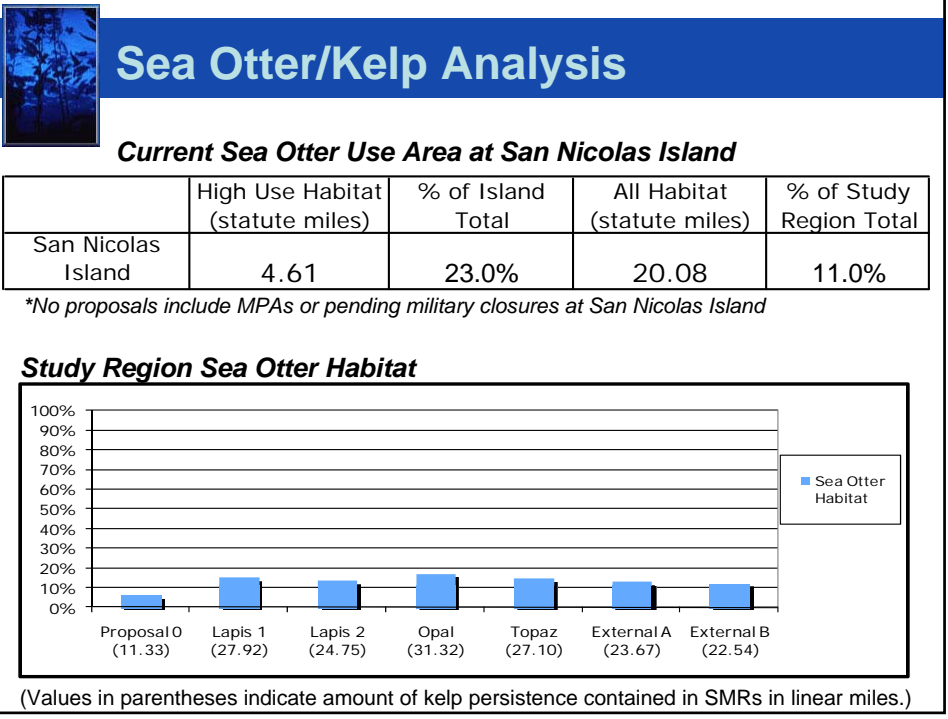 Sea Otter/Kelp Analysis
Current Sea Otter Use Area at San Nicolas Island
High Use Habitat (statute miles) % of Island Total All Habitat (statute miles) % of Study Region Total
San Nicolas Island 4.61 23.0% 20.08 11.0%
*No proposals include MPAs or pending military closures at San Nicolas Island
Study Region Sea Otter Habitat
100%
90%
80%
70%
60%
50%
40%
30%
20%
10%
0%
Sea Otter
Habitat
Proposal 0 Lapis 1 Lapis 2 Opal Topaz External A External B
(11.33) (27.92) (24.75) (31.32) (27.10) (23.67) (22.54)
(Values in parentheses indicate amount of kelp persistence contained in SMRs in linear miles.)